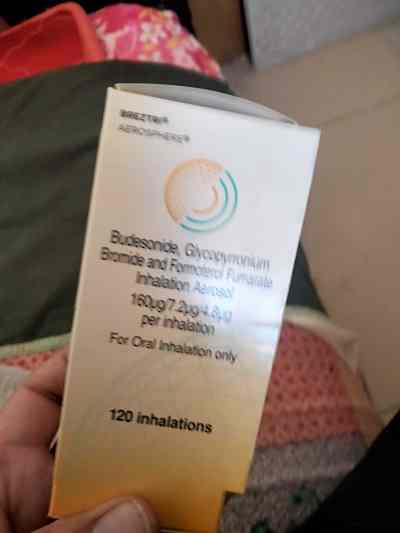 BREZTRI®
AEROSPHERE®
Budesonide, Glycopyrronium
Bromide and Formoterol Fumarate
Inhalation Aerosol
160µg/7.2µg/4.8µg
per inhalation
For Oral Inhalation only
120 inhalations